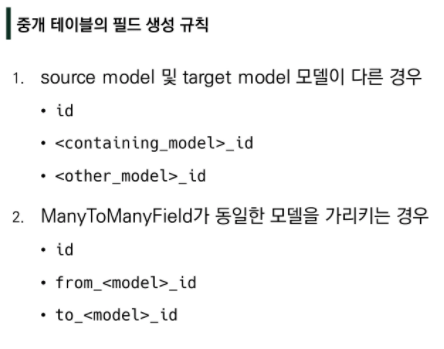 중개 테이블의 필드 생성 규칙
1. source model 및 target model 모델이 다른 경우
• id
• <containing_model>_id
• <other_model>_id
2. ManyToManyField가 동일한 모델을 가리키는 경우
• id
• from_<model>_id
• to_<model>_id